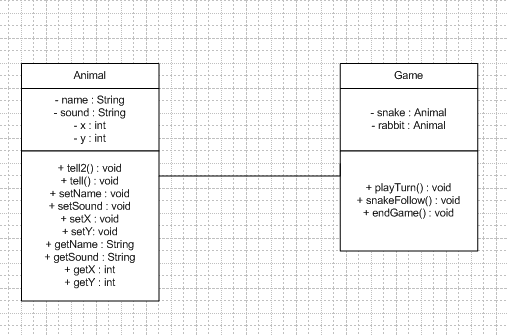 Animal
- name : String
- sound : String
- x : int
- y : int
+ tell2() : void
+ tell() : void
+ setName : void
+ setSound : void
+ setX : void
+ setY: void
+ getName : String
+ getSound : String
+ getX : int
+ getY : int
Game
- snake : Animal
- rabbit : Animal
+ playTurn() : void
+ snakeFollow() : void
+ endGame() : void